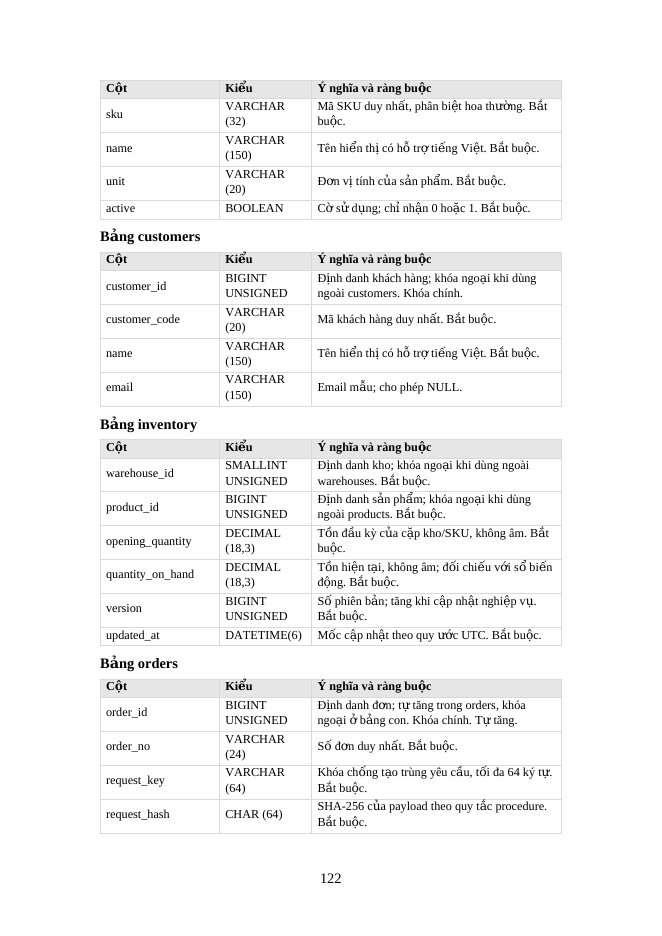 Cột Kiểu Ý nghĩa và ràng buộc
sku VARCHAR (32) Mã SKU duy nhất, phân biệt hoa thường. Bắt buộc.
name VARCHAR (150) Tên hiển thị có hỗ trợ tiếng Việt. Bắt buộc.
unit VARCHAR (20) Đơn vị tính của sản phẩm. Bắt buộc.
active BOOLEAN Cờ sử dụng; chỉ nhận 0 hoặc 1. Bắt buộc.
Bảng customers
Cột Kiểu Ý nghĩa và ràng buộc
customer_id BIGINT UNSIGNED Định danh khách hàng; khóa ngoại khi dùng ngoài customers. Khóa chính.
customer_code VARCHAR (20) Mã khách hàng duy nhất. Bắt buộc.
name VARCHAR (150) Tên hiển thị có hỗ trợ tiếng Việt. Bắt buộc.
email VARCHAR (150) Email mẫu; cho phép NULL.
Bảng inventory
Cột Kiểu Ý nghĩa và ràng buộc
warehouse_id SMALLINT UNSIGNED Định danh kho; khóa ngoại khi dùng ngoài warehouses. Bắt buộc.
product_id BIGINT UNSIGNED Định danh sản phẩm; khóa ngoại khi dùng ngoài products. Bắt buộc.
opening_quantity DECIMAL (18,3) Tồn đầu kỳ của cặp kho/SKU, không âm. Bắt buộc.
quantity_on_hand DECIMAL (18,3) Tồn hiện tại, không âm; đối chiếu với sổ biến động. Bắt buộc.
version BIGINT UNSIGNED Số phiên bản; tăng khi cập nhật nghiệp vụ. Bắt buộc.
updated_at DATETIME(6) Mốc cập nhật theo quy ước UTC. Bắt buộc.
Bảng orders
Cột Kiểu Ý nghĩa và ràng buộc
order_id BIGINT UNSIGNED Định danh đơn; tự tăng trong orders, khóa ngoại ở bảng con. Khóa chính. Tự tăng.
order_no VARCHAR (24) Số đơn duy nhất. Bắt buộc.
request_key VARCHAR (64) Khóa chống tạo trùng yêu cầu, tối đa 64 ký tự. Bắt buộc.
request_hash CHAR (64) SHA-256 của payload theo quy tắc procedure. Bắt buộc.
122